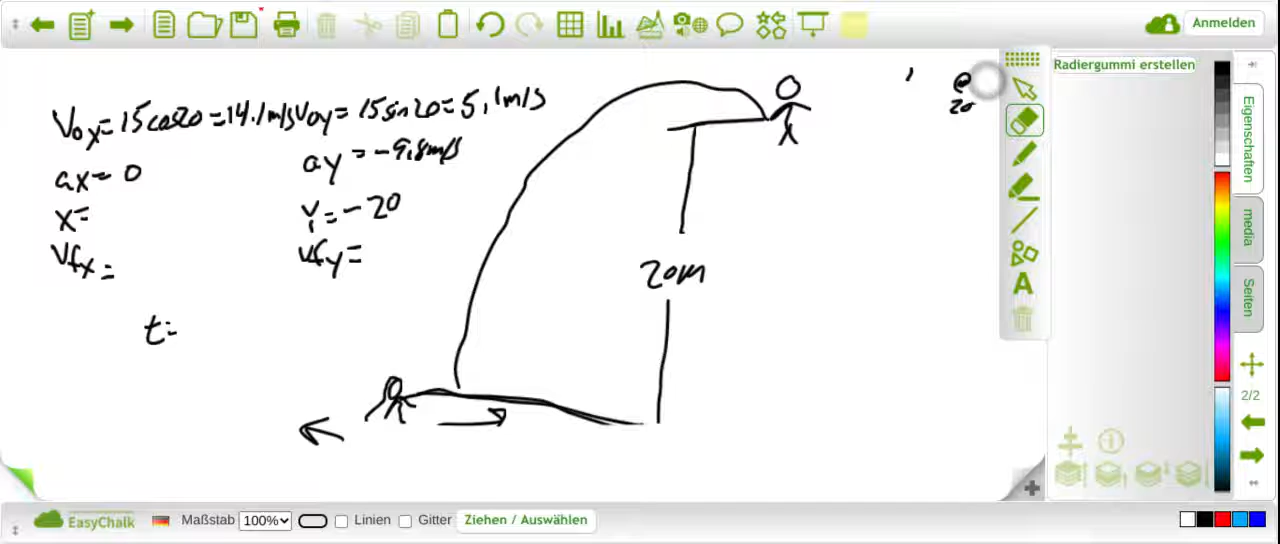 Anmelden
Radiergummi erstellen
@
20
Vox = 15cos20 = 14.1m/s Voy = 15sin20 = 5.1m/s
ax = 0
ay = -9.8m/s
x =
y = -20
Vfx =
Vfy =
t =
20m
A
Eigenschaften
media
Seiten
2/2
EasyChalk
Maßstab 100% Linien Gitter Ziehen / Auswählen